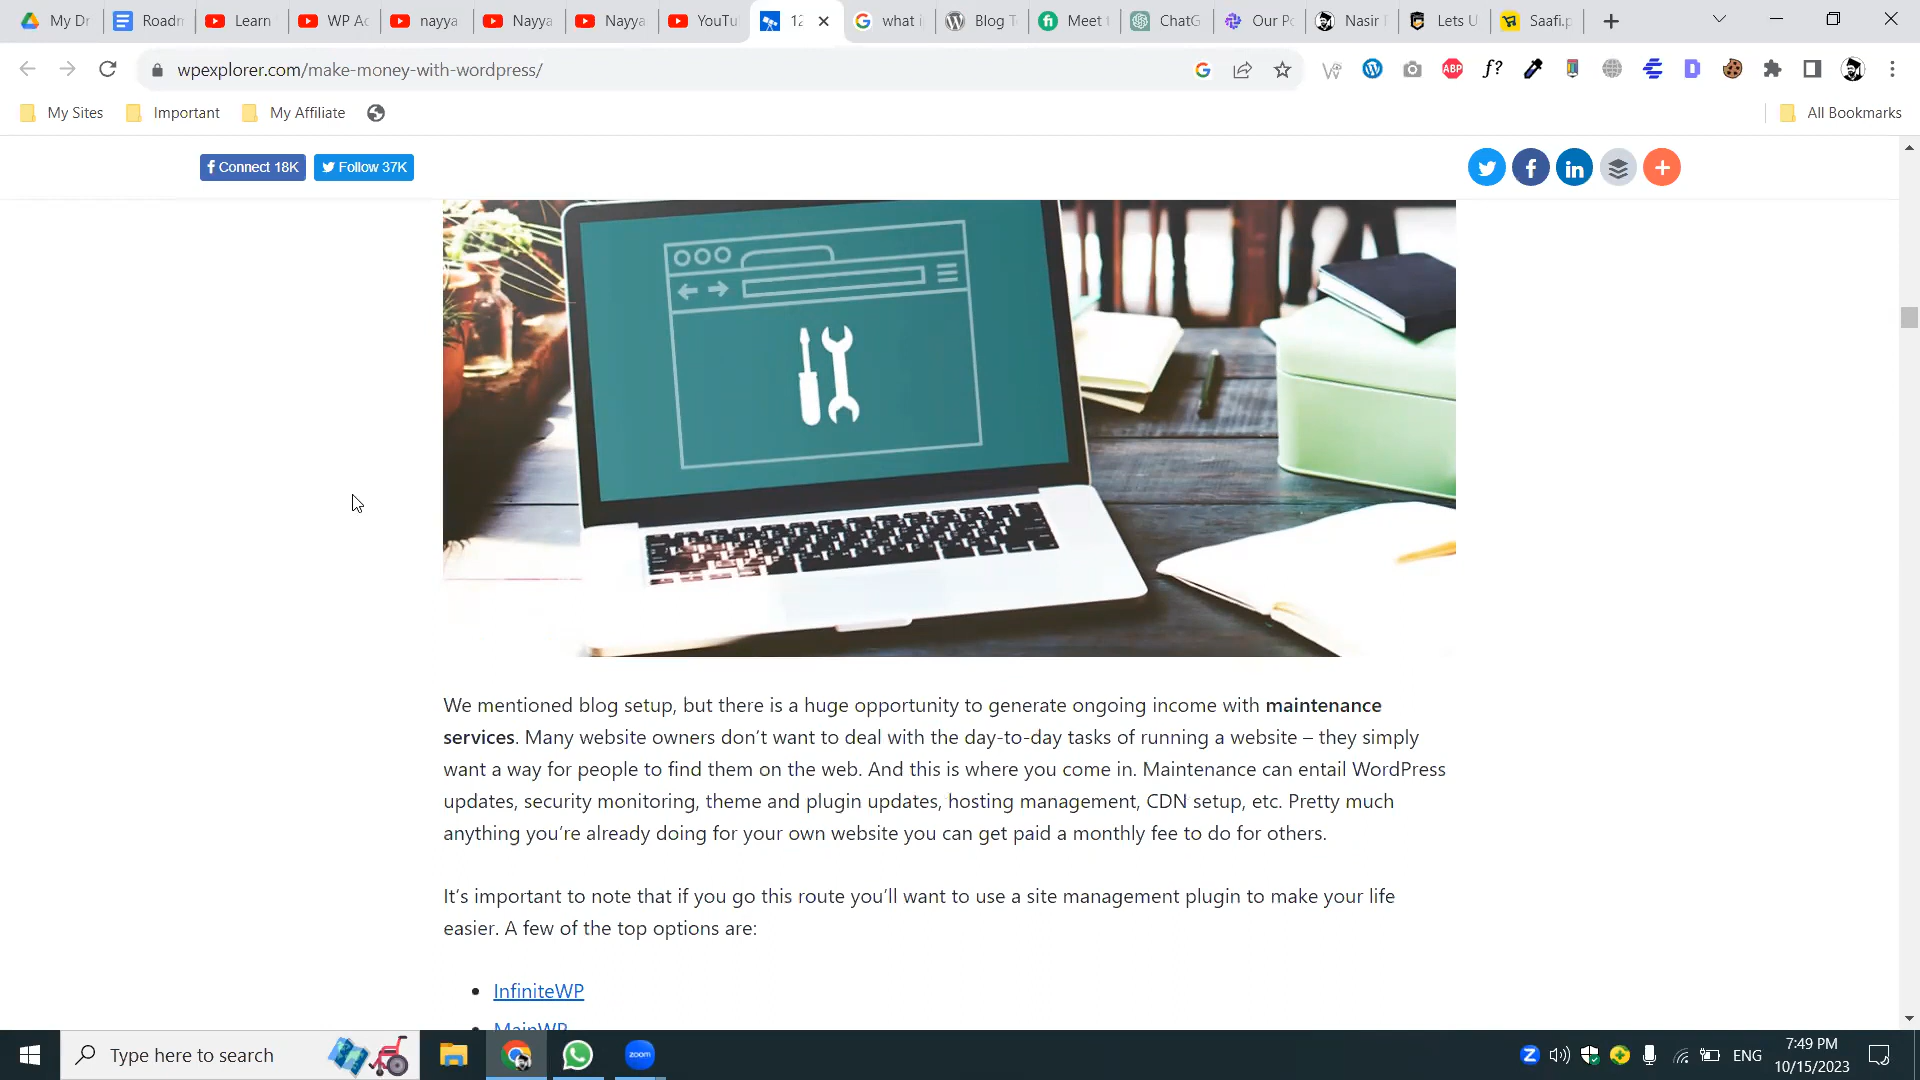 My Dr
Roadn
Learn
WP Ac
nayya
Nayya
Nayya
YouTu
12
what i
Blog T
Meet t
ChatG
Our Po
Nasir
Lets U
Saafi.p
wpexplorer.com/make-money-with-wordpress/
ABP
f?
My Sites
Important
My Affiliate
All Bookmarks
Connect 18K
Follow 37K
We mentioned blog setup, but there is a huge opportunity to generate ongoing income with maintenance
services. Many website owners don’t want to deal with the day-to-day tasks of running a website – they simply
want a way for people to find them on the web. And this is where you come in. Maintenance can entail WordPress
updates, security monitoring, theme and plugin updates, hosting management, CDN setup, etc. Pretty much
anything you’re already doing for your own website you can get paid a monthly fee to do for others.
It’s important to note that if you go this route you’ll want to use a site management plugin to make your life
easier. A few of the top options are:
InfiniteWP
MainWP
Type here to search
zoom
ENG
7:49 PM
10/15/2023